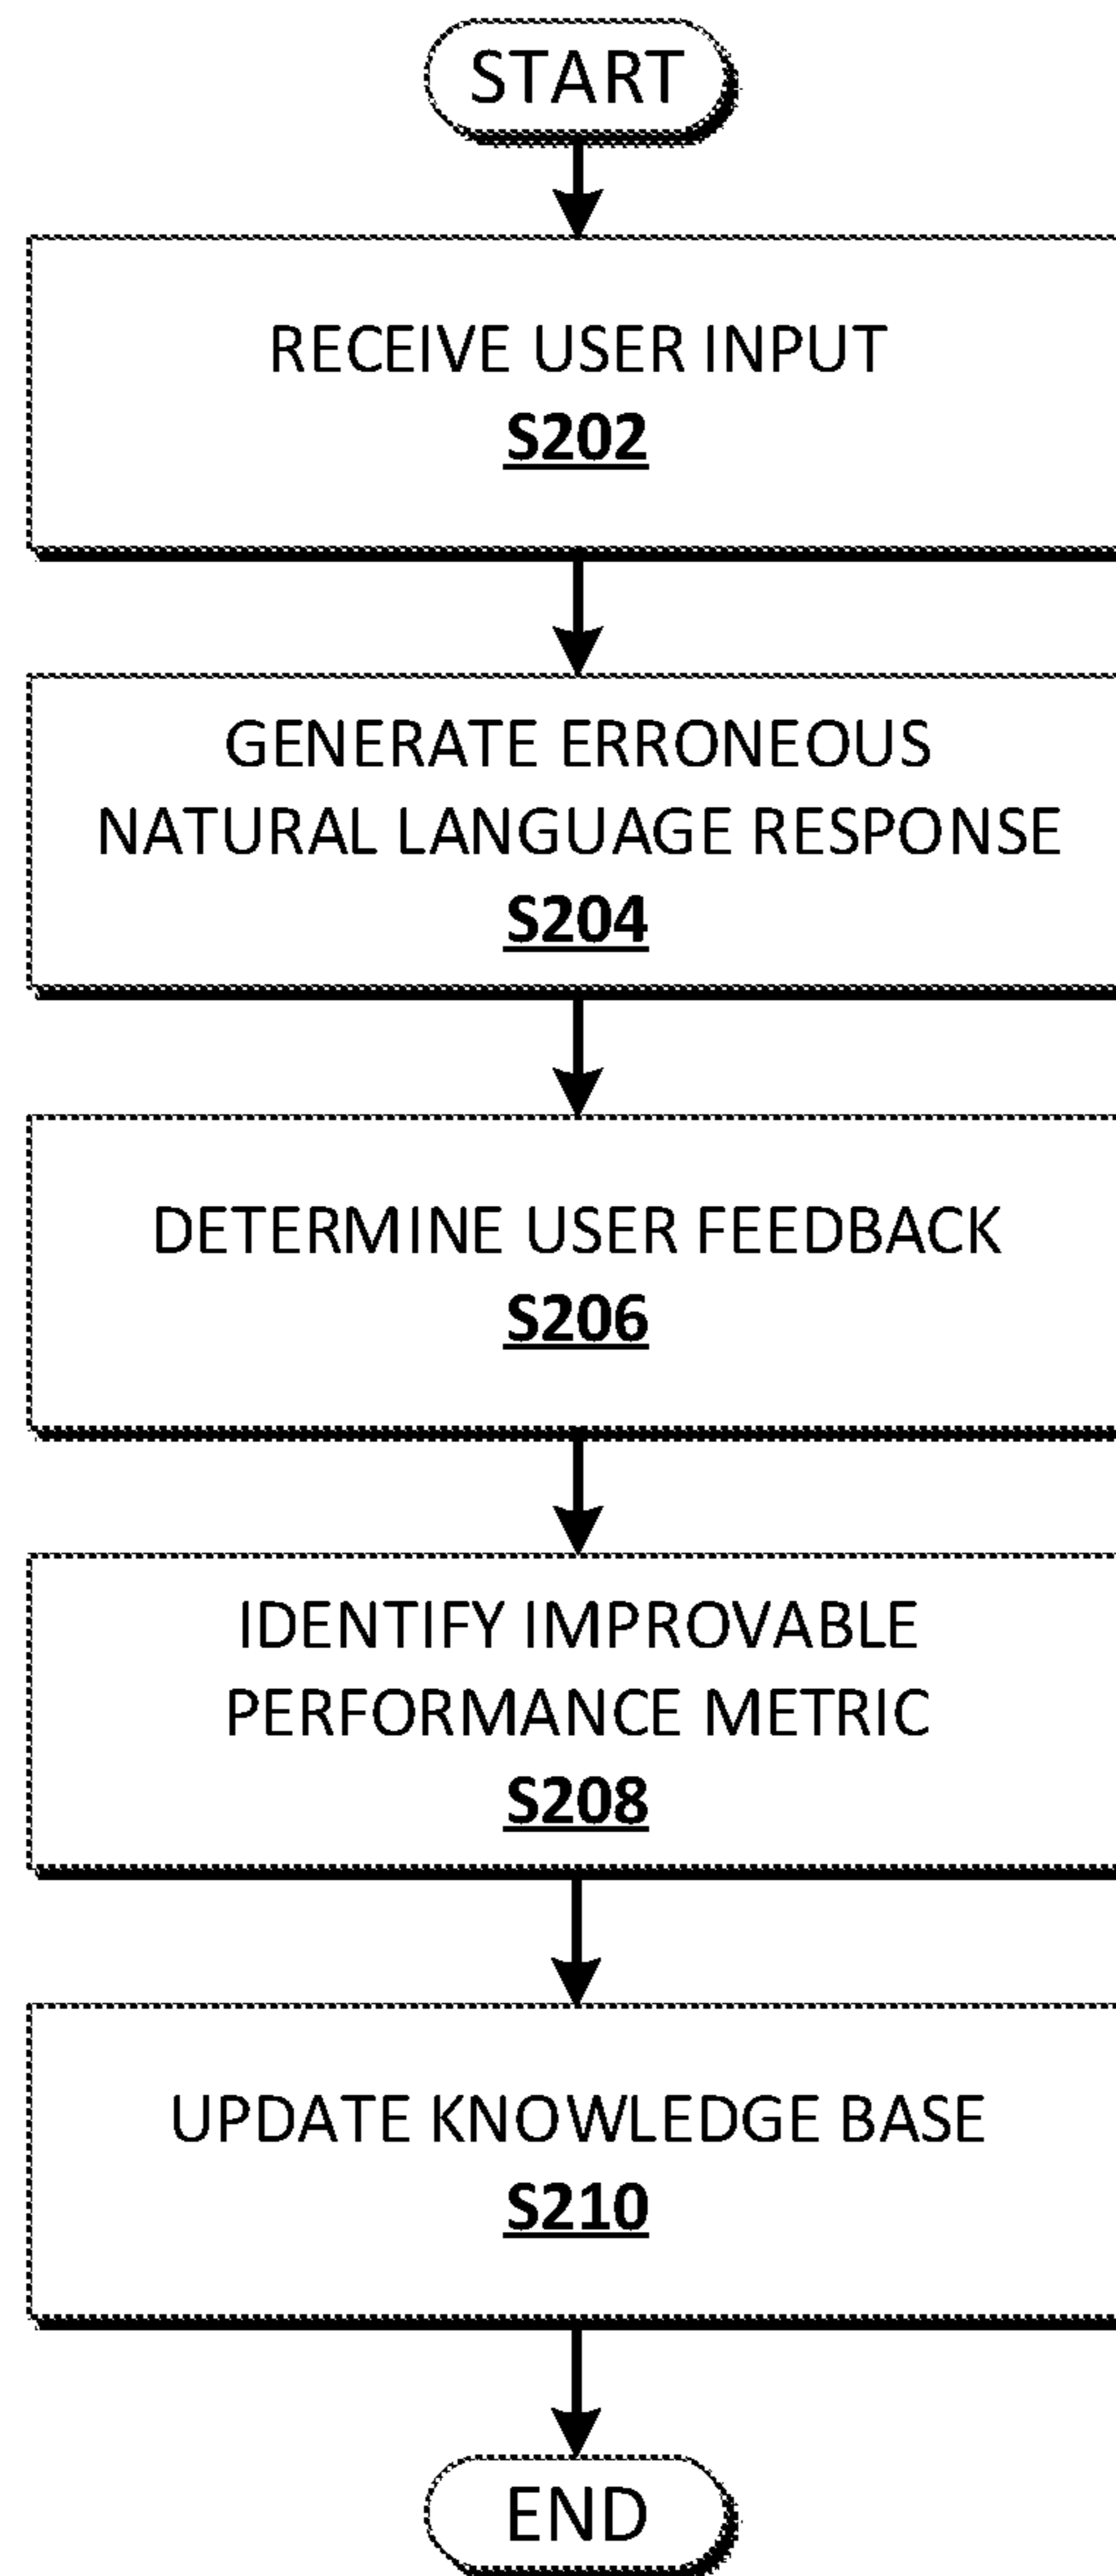 START
RECEIVE USER INPUT
S202
GENERATE ERRONEOUS
NATURAL LANGUAGE RESPONSE
S204
DETERMINE USER FEEDBACK
S206
IDENTIFY IMPROVABLE
PERFORMANCE METRIC
S208
UPDATE KNOWLEDGE BASE
S210
END